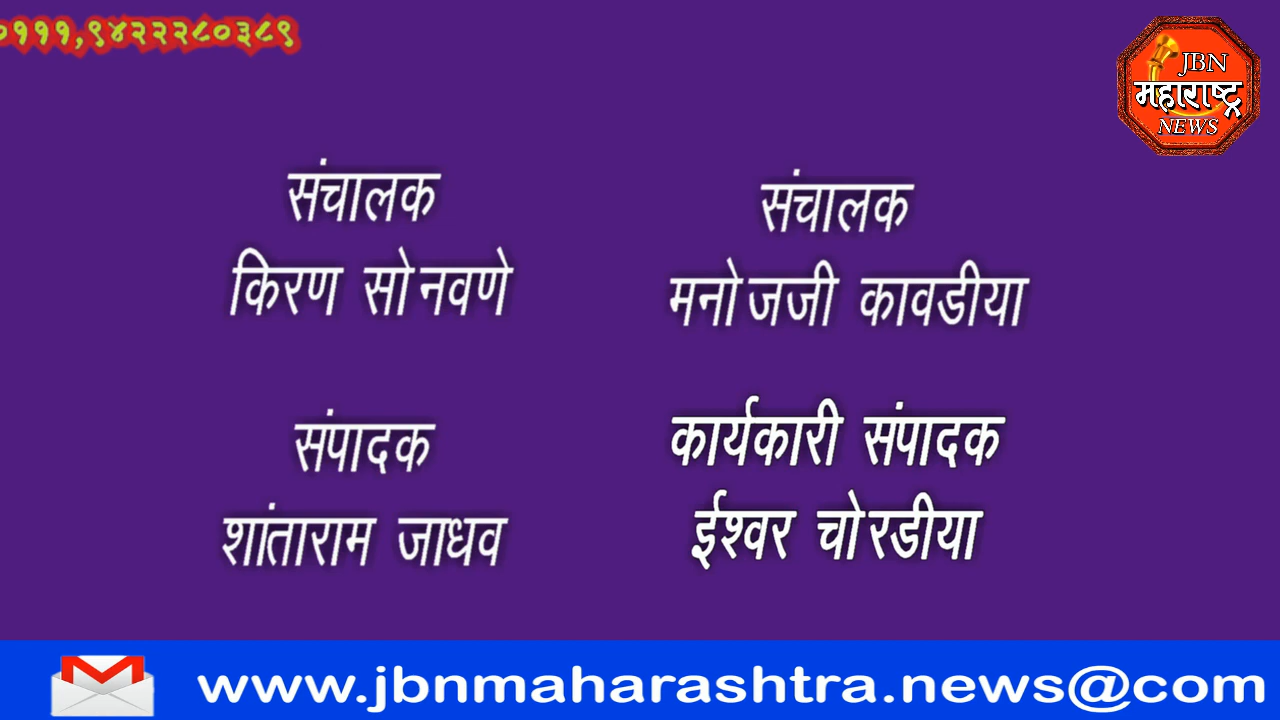 ०१११,९४२२२८०३८९
JBN
महाराष्ट्र
NEWS
संचालक
किरण सोनवणे
संचालक
मनोजजी कावडीया
संपादक
शांताराम जाधव
कार्यकारी संपादक
ईश्वर चोरडीया
www.jbnmaharashtra.news@com